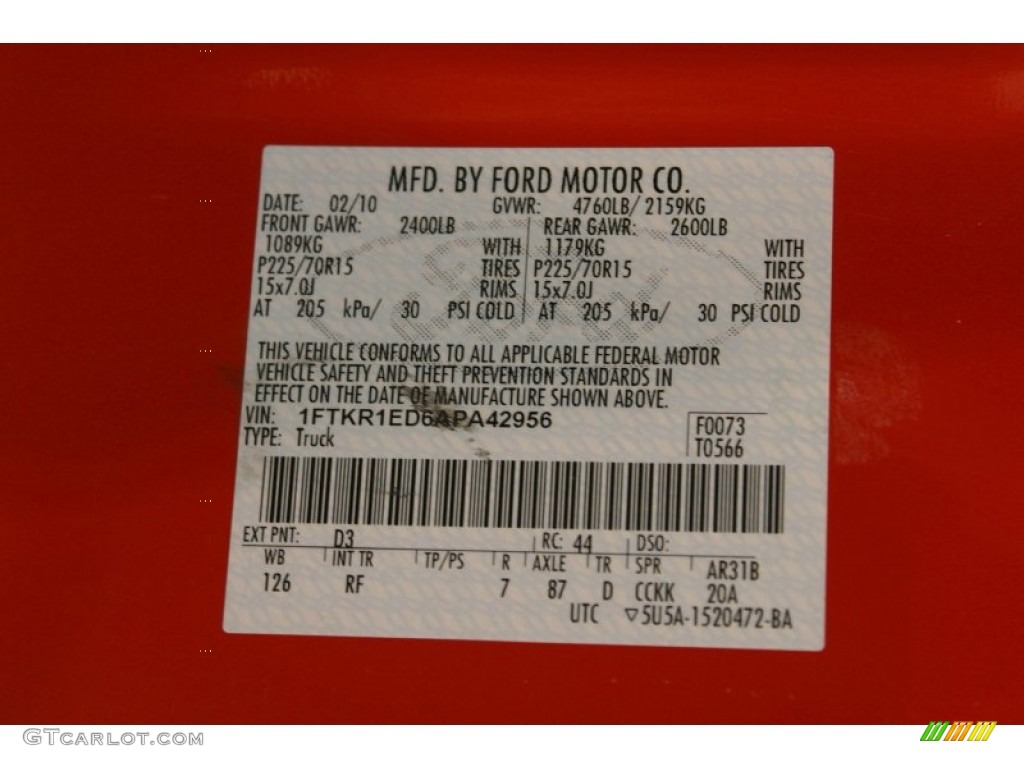 MFD. BY FORD MOTOR CO.
DATE: 02/10 GVWR: 4760LB/ 2159KG
FRONT GAWR: 2400LB REAR GAWR: 2600LB
1089KG WITH 1179KG WITH
P225/70R15 TIRES P225/70R15 TIRES
15x7.0J RIMS 15x7.0J RIMS
AT 205 kPa/ 30 PSI COLD AT 205 kPa/ 30 PSI COLD
THIS VEHICLE CONFORMS TO ALL APPLICABLE FEDERAL MOTOR
VEHICLE SAFETY AND THEFT PREVENTION STANDARDS IN
EFFECT ON THE DATE OF MANUFACTURE SHOWN ABOVE.
VIN: 1FTKR1ED6APA42956 F0073
TYPE: Truck T0566
EXT PNT: D3 RC: 44 DSO:
WB INT TR TP/PS R AXLE TR SPR AR31B
126 RF 7 87 D CCKK 20A
UTC ▽5U5A-1520472-BA
GTCARLOT.COM